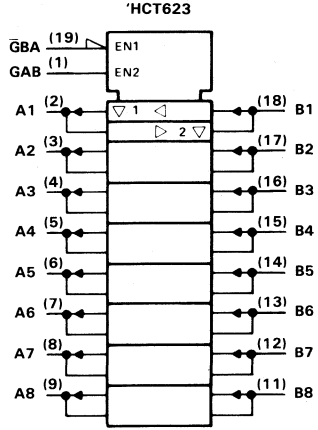 'HCT623
G̅BA (19) EN1
GAB (1) EN2
A1 (2) ▽ 1 ◁ (18) B1
▷ 2 ▽
A2 (3) (17) B2
A3 (4) (16) B3
A4 (5) (15) B4
A5 (6) (14) B5
A6 (7) (13) B6
A7 (8) (12) B7
A8 (9) (11) B8